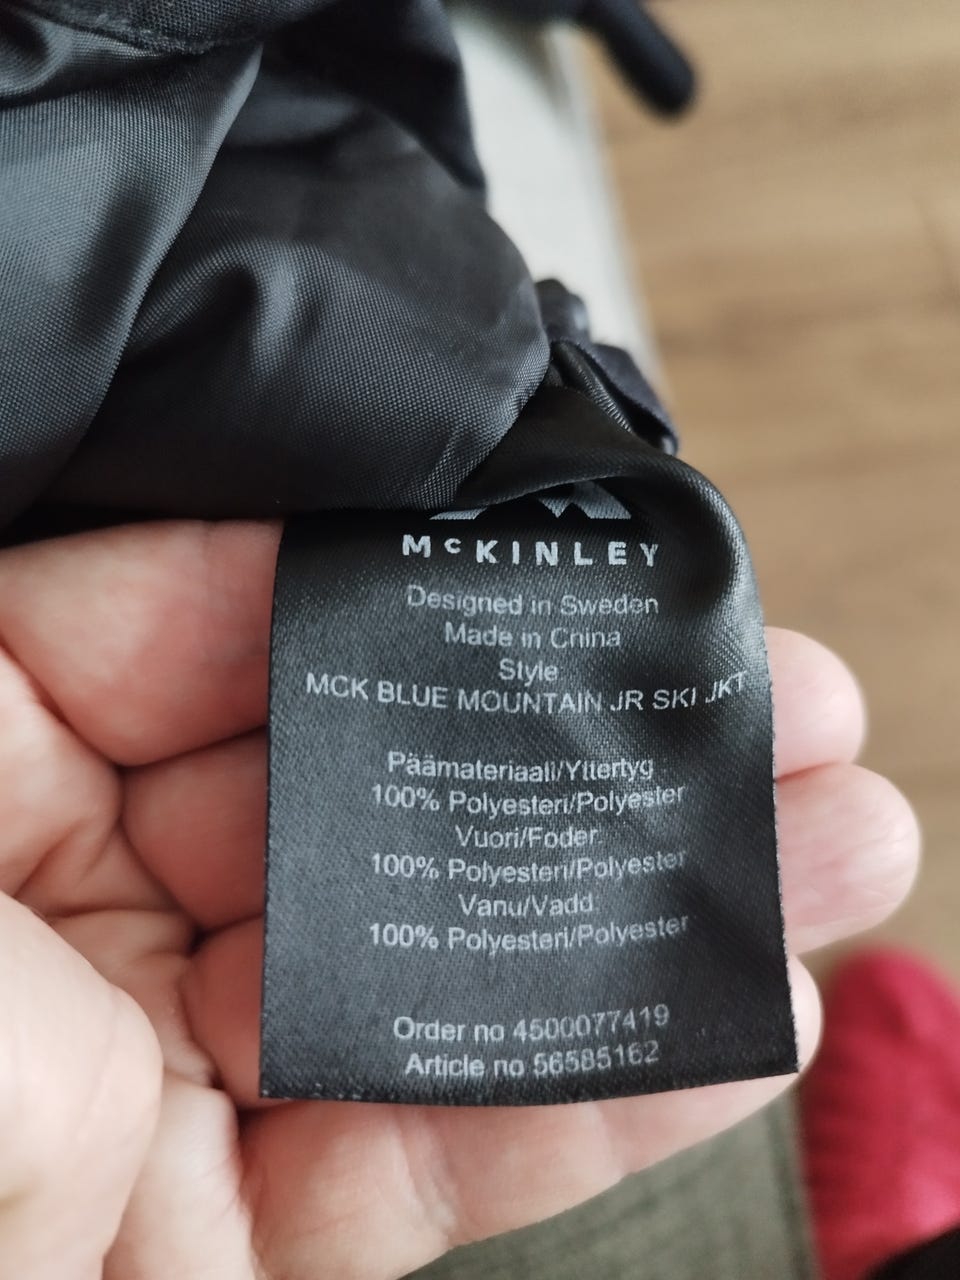 McKINLEY
Designed in Sweden
Made in China
Style
MCK BLUE MOUNTAIN JR SKI JKT
Päämateriaali/Yttertyg
100% Polyesteri/Polyester
Vuori/Foder
100% Polyesteri/Polyester
Vanu/Vadd
100% Polyesteri/Polyester
Order no 4500077419
Article no 56585162